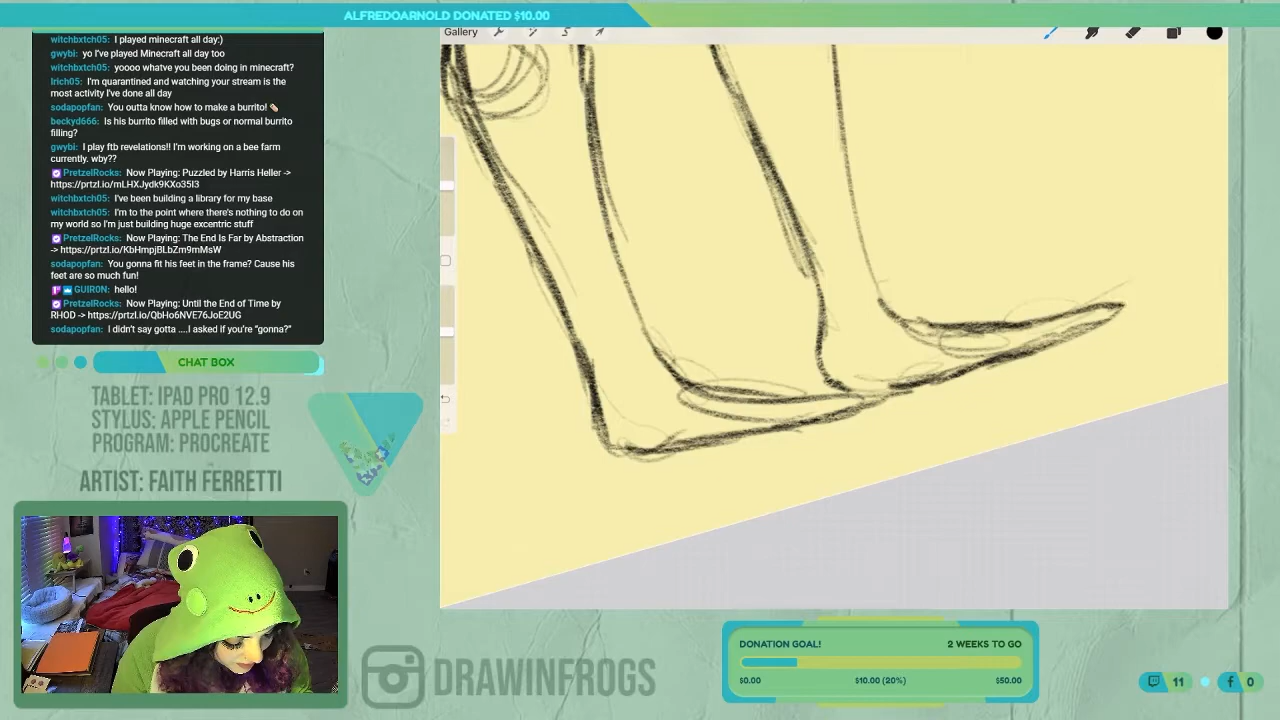 ALFREDOARNOLD DONATED $10.00
Gallery
witchbxtch05: I played minecraft all day:)
gwybi: yo I've played Minecraft all day too
witchbxtch05: yoooo whatve you been doing in minecraft?
lrich05: I'm quarantined and watching your stream is the
most activity I've done all day
sodapopfan: You outta know how to make a burrito! 🌯
beckyd666: Is his burrito filled with bugs or normal burrito
filling?
gwybi: I play ftb revelations!! I'm working on a bee farm
currently. wby??
PretzelRocks: Now Playing: Puzzled by Harris Heller ->
https://prtzl.io/mLHXJydk9KXo35I3
witchbxtch05: I've been building a library for my base
witchbxtch05: I'm to the point where there's nothing to do on
my world so I'm just building huge excentric stuff
PretzelRocks: Now Playing: The End Is Far by Abstraction
-> https://prtzl.io/KbHmpjBLbZm9mMsW
sodapopfan: You gonna fit his feet in the frame? Cause his
feet are so much fun!
GUIR0N: hello!
PretzelRocks: Now Playing: Until the End of Time by
RHOD -> https://prtzl.io/QbHo6NVE76JoE2UG
sodapopfan: I didn't say gotta ....I asked if you're “gonna?”
CHAT BOX
TABLET: IPAD PRO 12.9
STYLUS: APPLE PENCIL
PROGRAM: PROCREATE
ARTIST: FAITH FERRETTI
DRAWINFROGS
DONATION GOAL! 2 WEEKS TO GO
$0.00 $10.00 (20%) $50.00
11 0